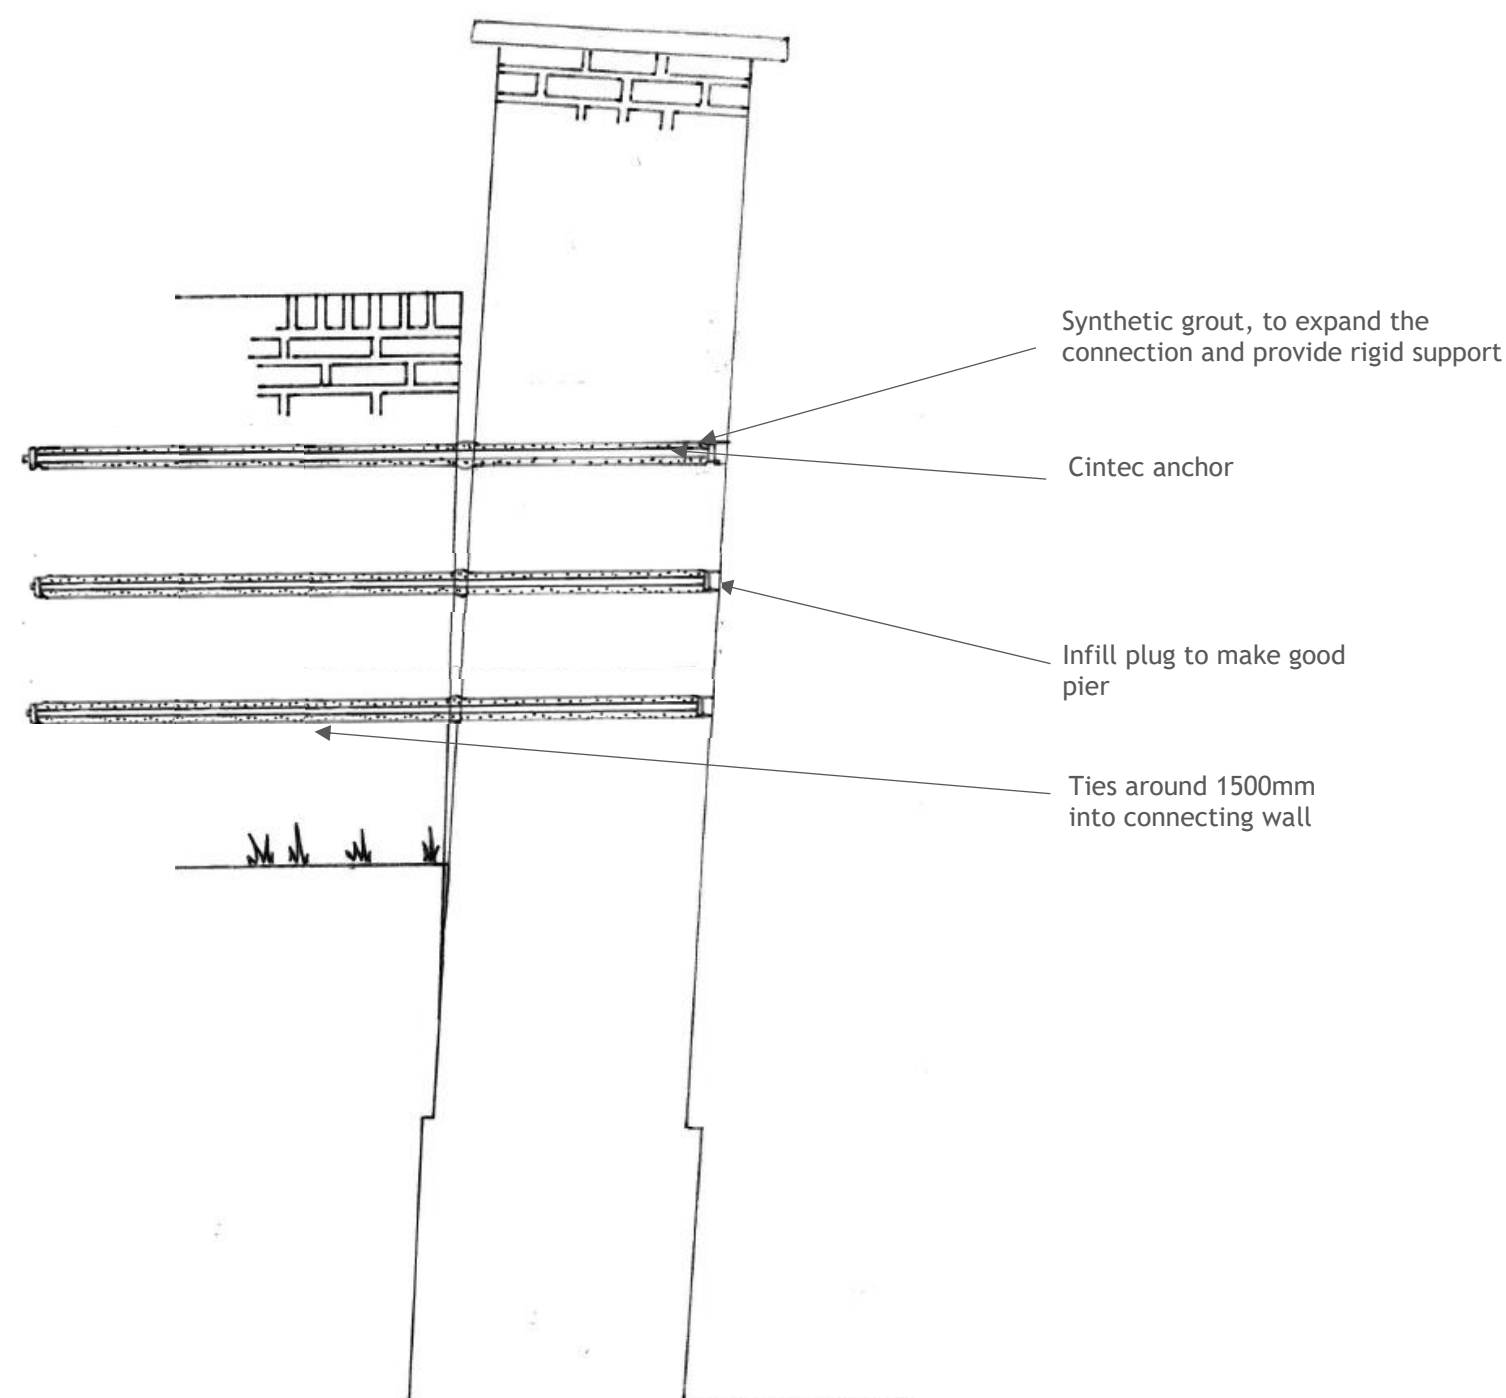 Synthetic grout, to expand the
connection and provide rigid support
Cintec anchor
Infill plug to make good
pier
Ties around 1500mm
into connecting wall